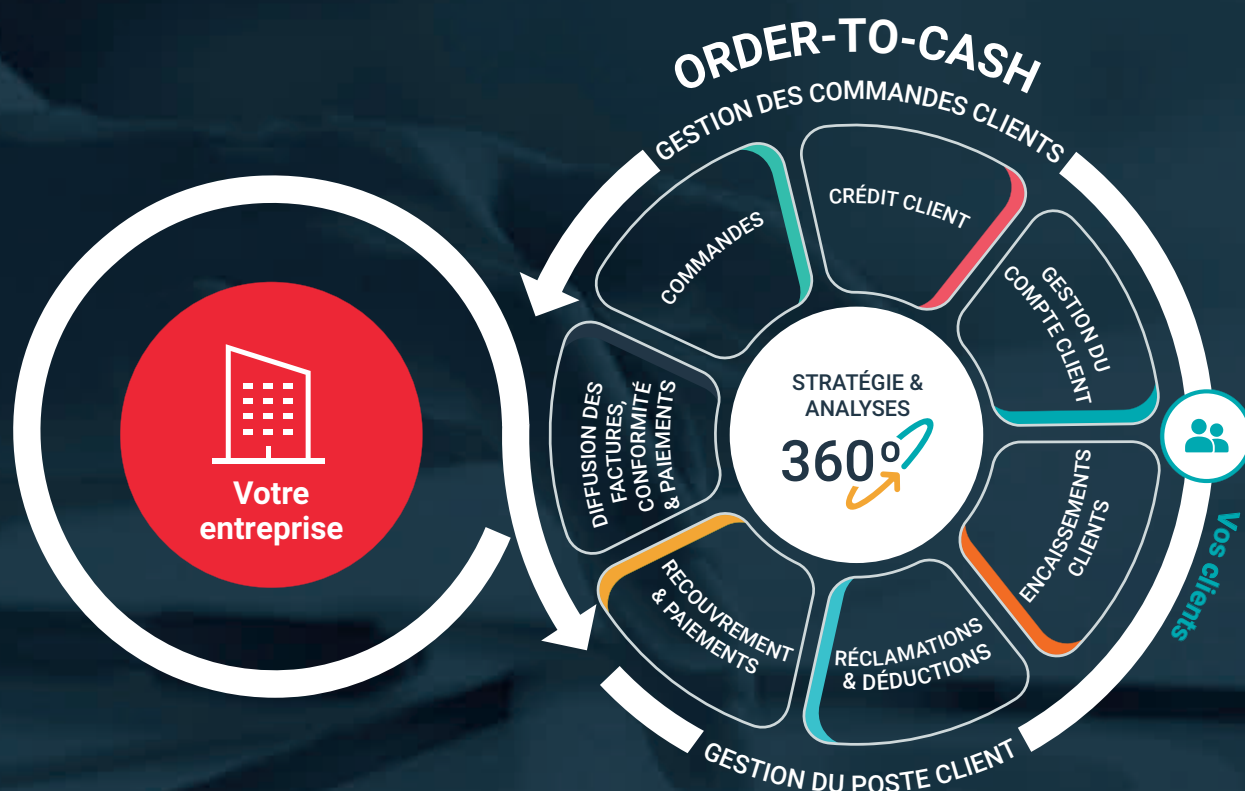 ORDER-TO-CASH
GESTION DES COMMANDES CLIENTS
COMMANDES
CRÉDIT CLIENT
GESTION DU
COMPTE CLIENT
ENCAISSEMENTS
CLIENTS
RÉCLAMATIONS
& DÉDUCTIONS
RECOUVREMENT
& PAIEMENTS
DIFFUSION DES
FACTURES,
CONFORMITÉ
& PAIEMENTS
STRATÉGIE &
ANALYSES
360º
Votre
entreprise
Vos clients
GESTION DU POSTE CLIENT